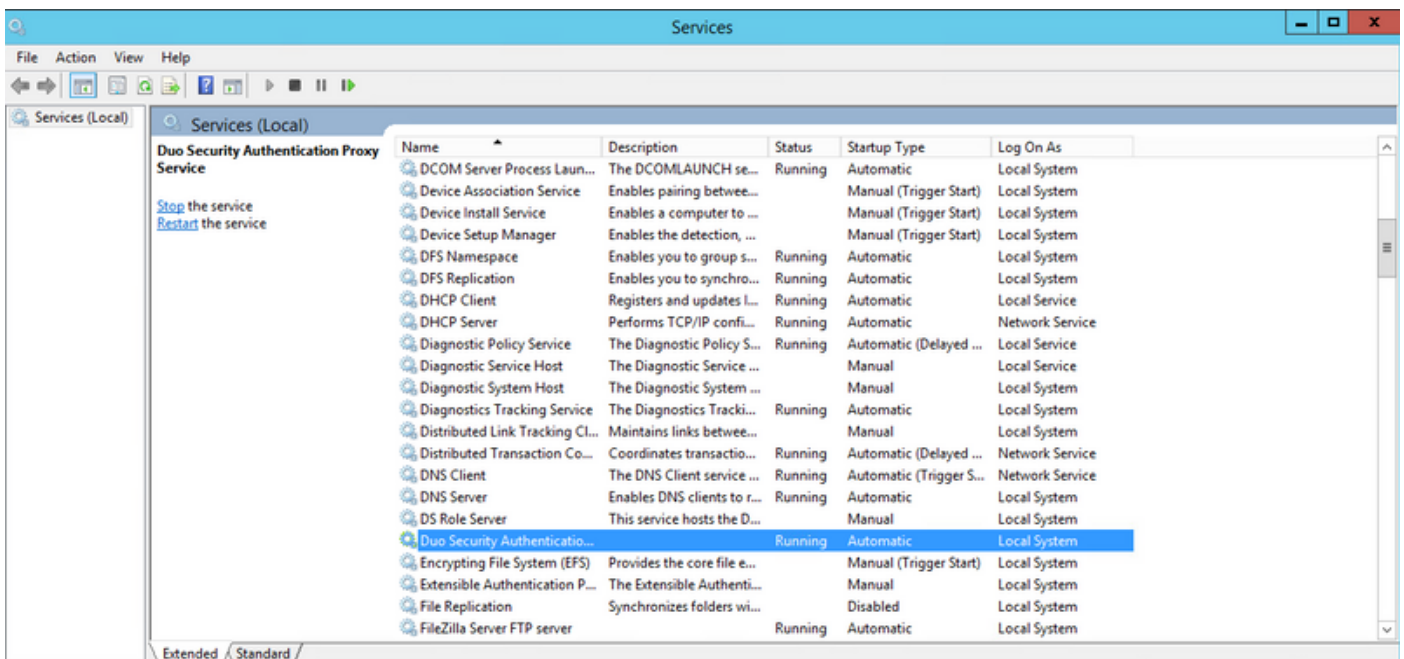 Services
File Action View Help
Services (Local)
Services (Local)
Duo Security Authentication Proxy
Service
Stop the service
Restart the service
Name Description Status Startup Type Log On As
DCOM Server Process Laun... The DCOMLAUNCH se... Running Automatic Local System
Device Association Service Enables pairing betwee... Manual (Trigger Start) Local System
Device Install Service Enables a computer to ... Manual (Trigger Start) Local System
Device Setup Manager Enables the detection, ... Manual (Trigger Start) Local System
DFS Namespace Enables you to group s... Running Automatic Local System
DFS Replication Enables you to synchro... Running Automatic Local System
DHCP Client Registers and updates I... Running Automatic Local Service
DHCP Server Performs TCP/IP confi... Running Automatic Network Service
Diagnostic Policy Service The Diagnostic Policy S... Running Automatic (Delayed ... Local Service
Diagnostic Service Host The Diagnostic Service ... Manual Local Service
Diagnostic System Host The Diagnostic System ... Manual Local System
Diagnostics Tracking Service The Diagnostics Tracki... Running Automatic Local System
Distributed Link Tracking Cl... Maintains links betwee... Manual Local System
Distributed Transaction Co... Coordinates transactio... Running Automatic (Delayed ... Network Service
DNS Client The DNS Client service ... Running Automatic (Trigger S... Network Service
DNS Server Enables DNS clients to r... Running Automatic Local System
DS Role Server This service hosts the D... Manual Local System
Duo Security Authenticatio... Running Automatic Local System
Encrypting File System (EFS) Provides the core file e... Manual (Trigger Start) Local System
Extensible Authentication P... The Extensible Authenti... Manual Local System
File Replication Synchronizes folders wi... Disabled Local System
FileZilla Server FTP server Running Automatic Local System
Extended Standard